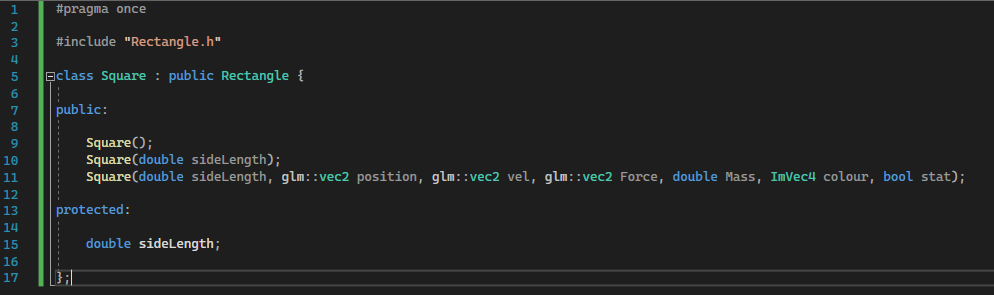 1 #pragma once
2
3 #include "Rectangle.h"
4
5 class Square : public Rectangle {
6
7 public:
8
9 Square();
10 Square(double sideLength);
11 Square(double sideLength, glm::vec2 position, glm::vec2 vel, glm::vec2 Force, double Mass, ImVec4 colour, bool stat);
12
13 protected:
14
15 double sideLength;
16
17 };